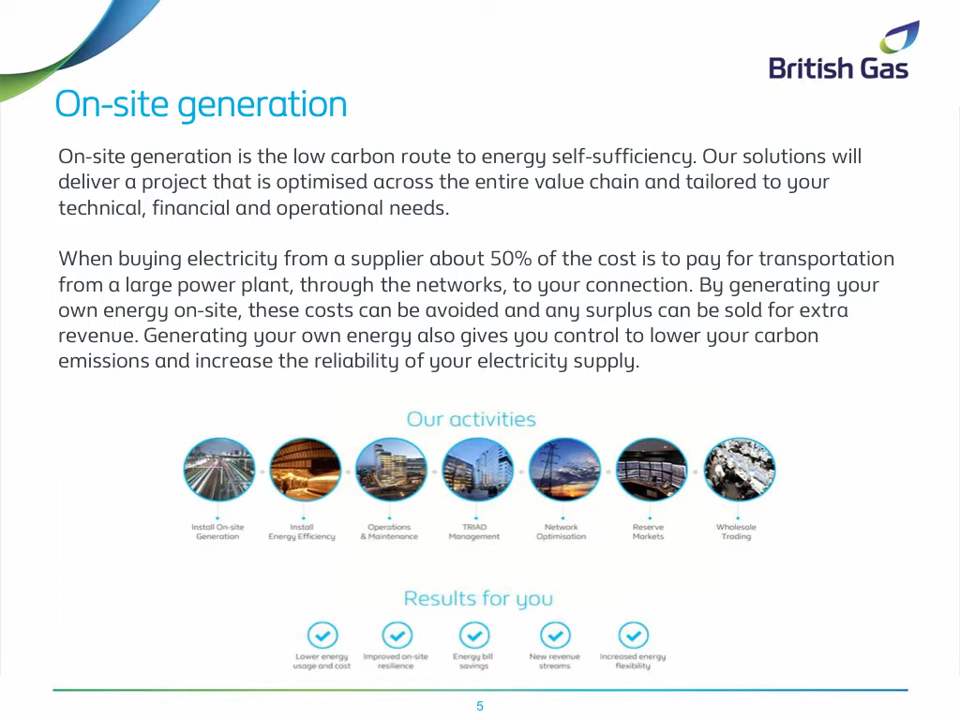 British Gas
On-site generation
On-site generation is the low carbon route to energy self-sufficiency. Our solutions will
deliver a project that is optimised across the entire value chain and tailored to your
technical, financial and operational needs.
When buying electricity from a supplier about 50% of the cost is to pay for transportation
from a large power plant, through the networks, to your connection. By generating your
own energy on-site, these costs can be avoided and any surplus can be sold for extra
revenue. Generating your own energy also gives you control to lower your carbon
emissions and increase the reliability of your electricity supply.
Our activities
Install On-site
Generation
Install
Energy Efficiency
Operations
& Maintenance
TRIAD
Management
Network
Optimisation
Reserve
Markets
Wholesale
Trading
Results for you
Lower energy
usage and cost
Improved on-site
resilience
Energy bill
savings
New revenue
streams
Increased energy
flexibility
5